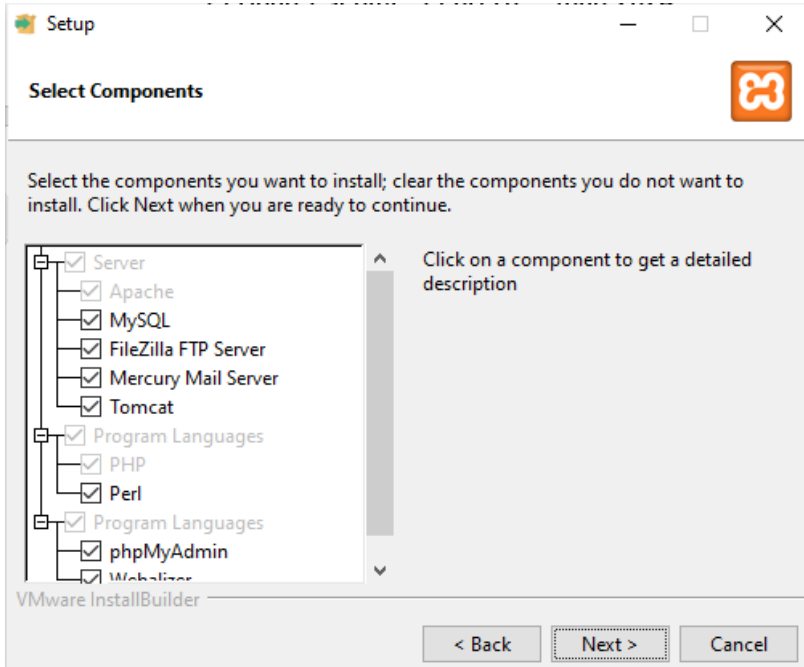 Setup
Select Components
Select the components you want to install; clear the components you do not want to
install. Click Next when you are ready to continue.
Server
Apache
MySQL
FileZilla FTP Server
Mercury Mail Server
Tomcat
Program Languages
PHP
Perl
Program Languages
phpMyAdmin
Webalizer
Click on a component to get a detailed
description
VMware InstallBuilder
< Back
Next >
Cancel